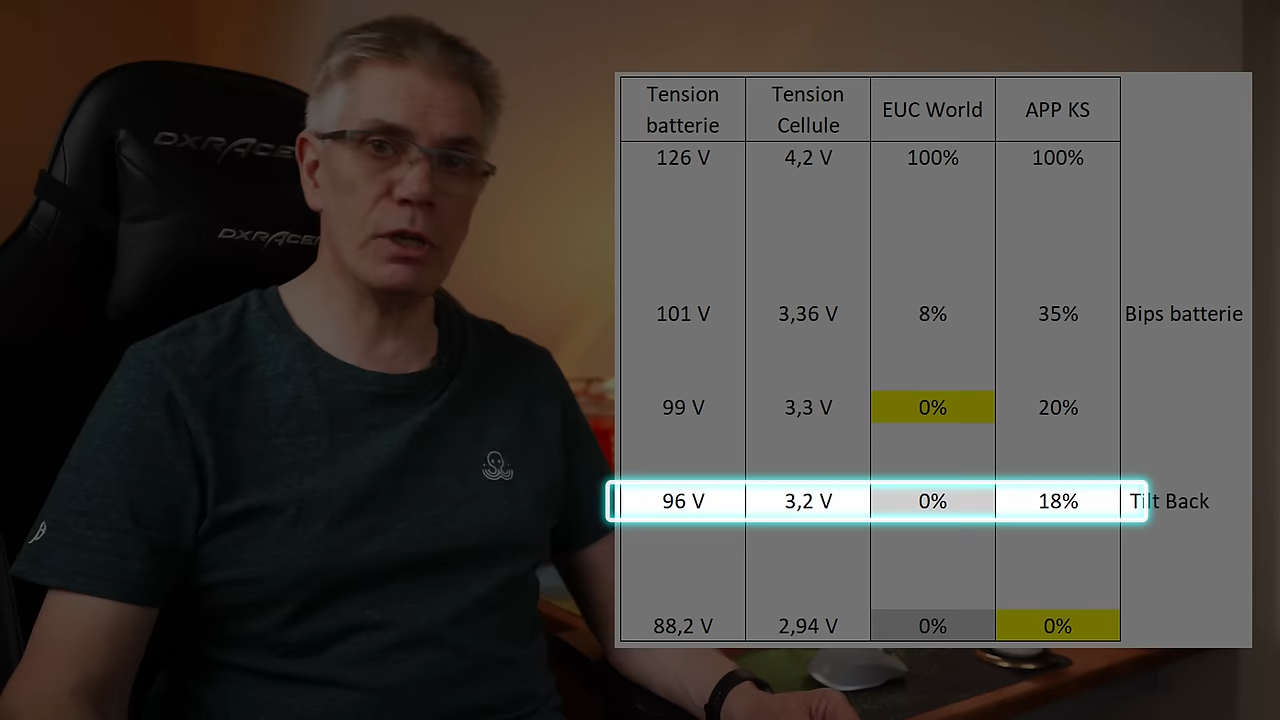 DXRACER
DXRACER
Tension batterie Tension Cellule EUC World APP KS
126 V 4,2 V 100% 100%
101 V 3,36 V 8% 35% Bips batterie
99 V 3,3 V 0% 20%
96 V 3,2 V 0% 18% Tilt Back
88,2 V 2,94 V 0% 0%